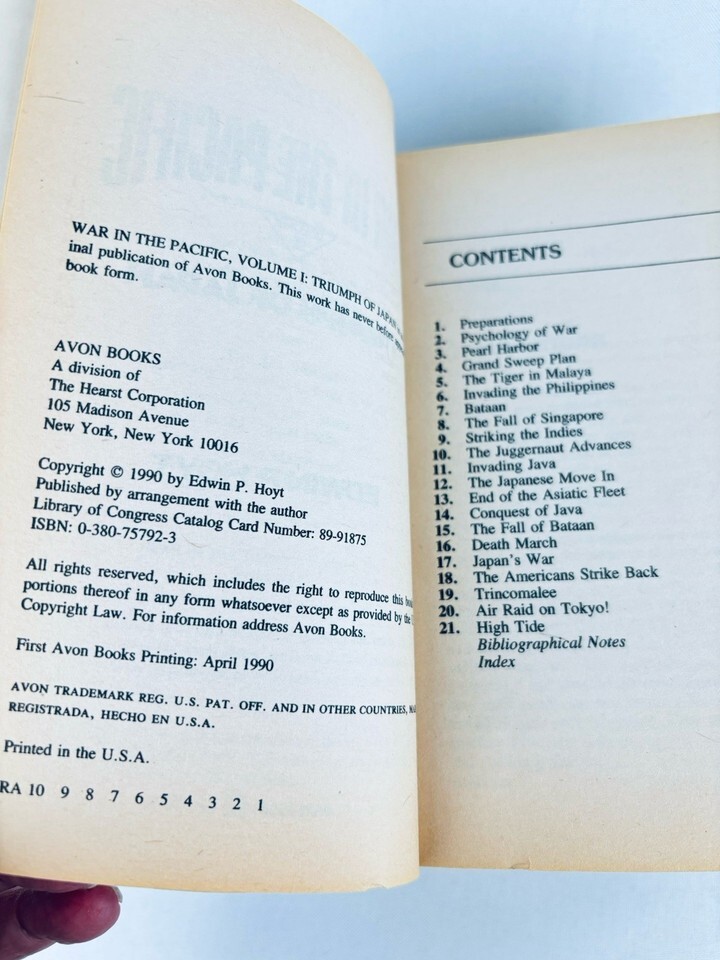 WAR IN THE PACIFIC, VOLUME I: TRIUMPH OF JAPAN
inal publication of Avon Books. This work has never before
book form.
AVON BOOKS
A division of
The Hearst Corporation
105 Madison Avenue
New York, New York 10016
Copyright © 1990 by Edwin P. Hoyt
Published by arrangement with the author
Library of Congress Catalog Card Number: 89-91875
ISBN: 0-380-75792-3
All rights reserved, which includes the right to reproduce this
portions thereof in any form whatsoever except as provided by the
Copyright Law. For information address Avon Books.
First Avon Books Printing: April 1990
AVON TRADEMARK REG. U.S. PAT. OFF. AND IN OTHER COUNTRIES,
REGISTRADA, HECHO EN U.S.A.
Printed in the U.S.A.
RA 10 9 8 7 6 5 4 3 2 1
CONTENTS
1. Preparations
2. Psychology of War
3. Pearl Harbor
4. Grand Sweep Plan
5. The Tiger in Malaya
6. Invading the Philippines
7. Bataan
8. The Fall of Singapore
9. Striking the Indies
10. The Juggernaut Advances
11. Invading Java
12. The Japanese Move In
13. End of the Asiatic Fleet
14. Conquest of Java
15. The Fall of Bataan
16. Death March
17. Japan's War
18. The Americans Strike Back
19. Trincomalee
20. Air Raid on Tokyo!
21. High Tide
Bibliographical Notes
Index